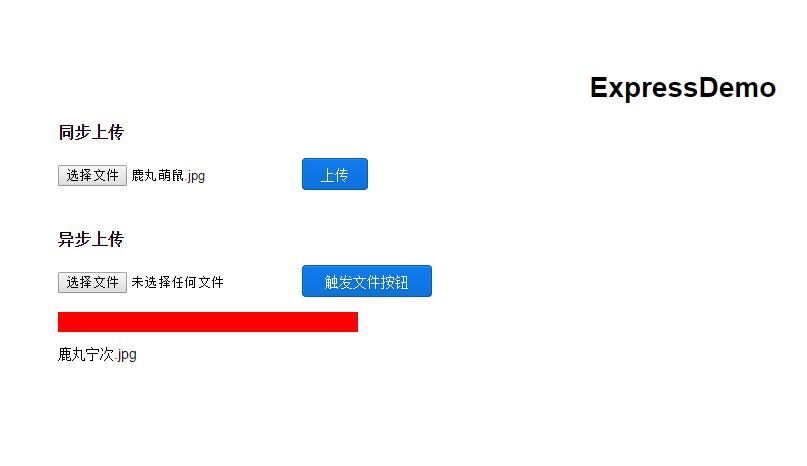 ExpressDemo
同步上传
选择文件 鹿丸萌鼠.jpg 上传
异步上传
选择文件 未选择任何文件 触发文件按钮
鹿丸宁次.jpg